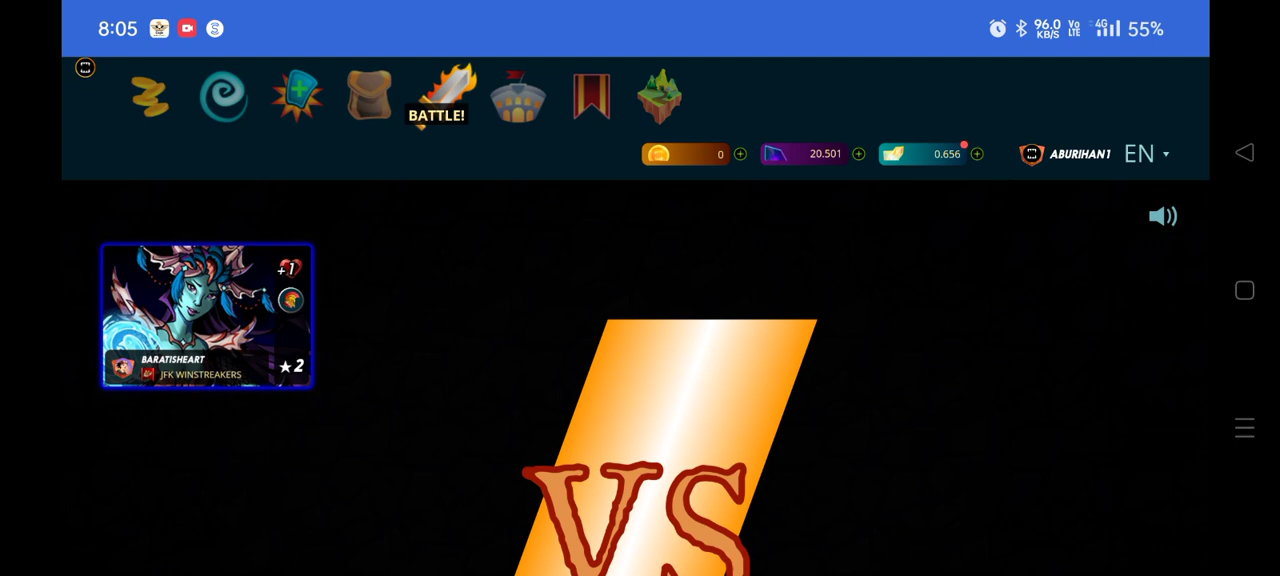 8:05 S 96.0 KB/S Vo LTE 4G 55%
BATTLE!
0 20.501 0.656 ABURIHAN1 EN
+1
BARATISHEART
JFK WINSTREAKERS
★2
VS